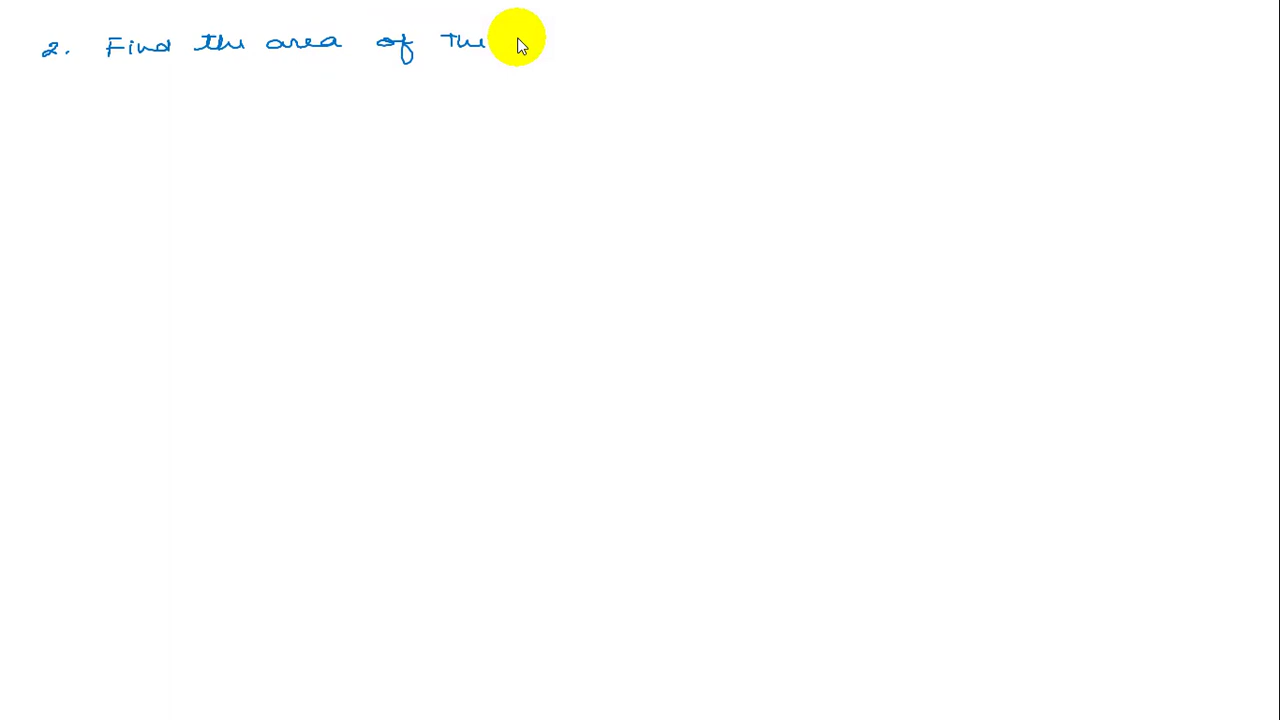 2. Find the area of the